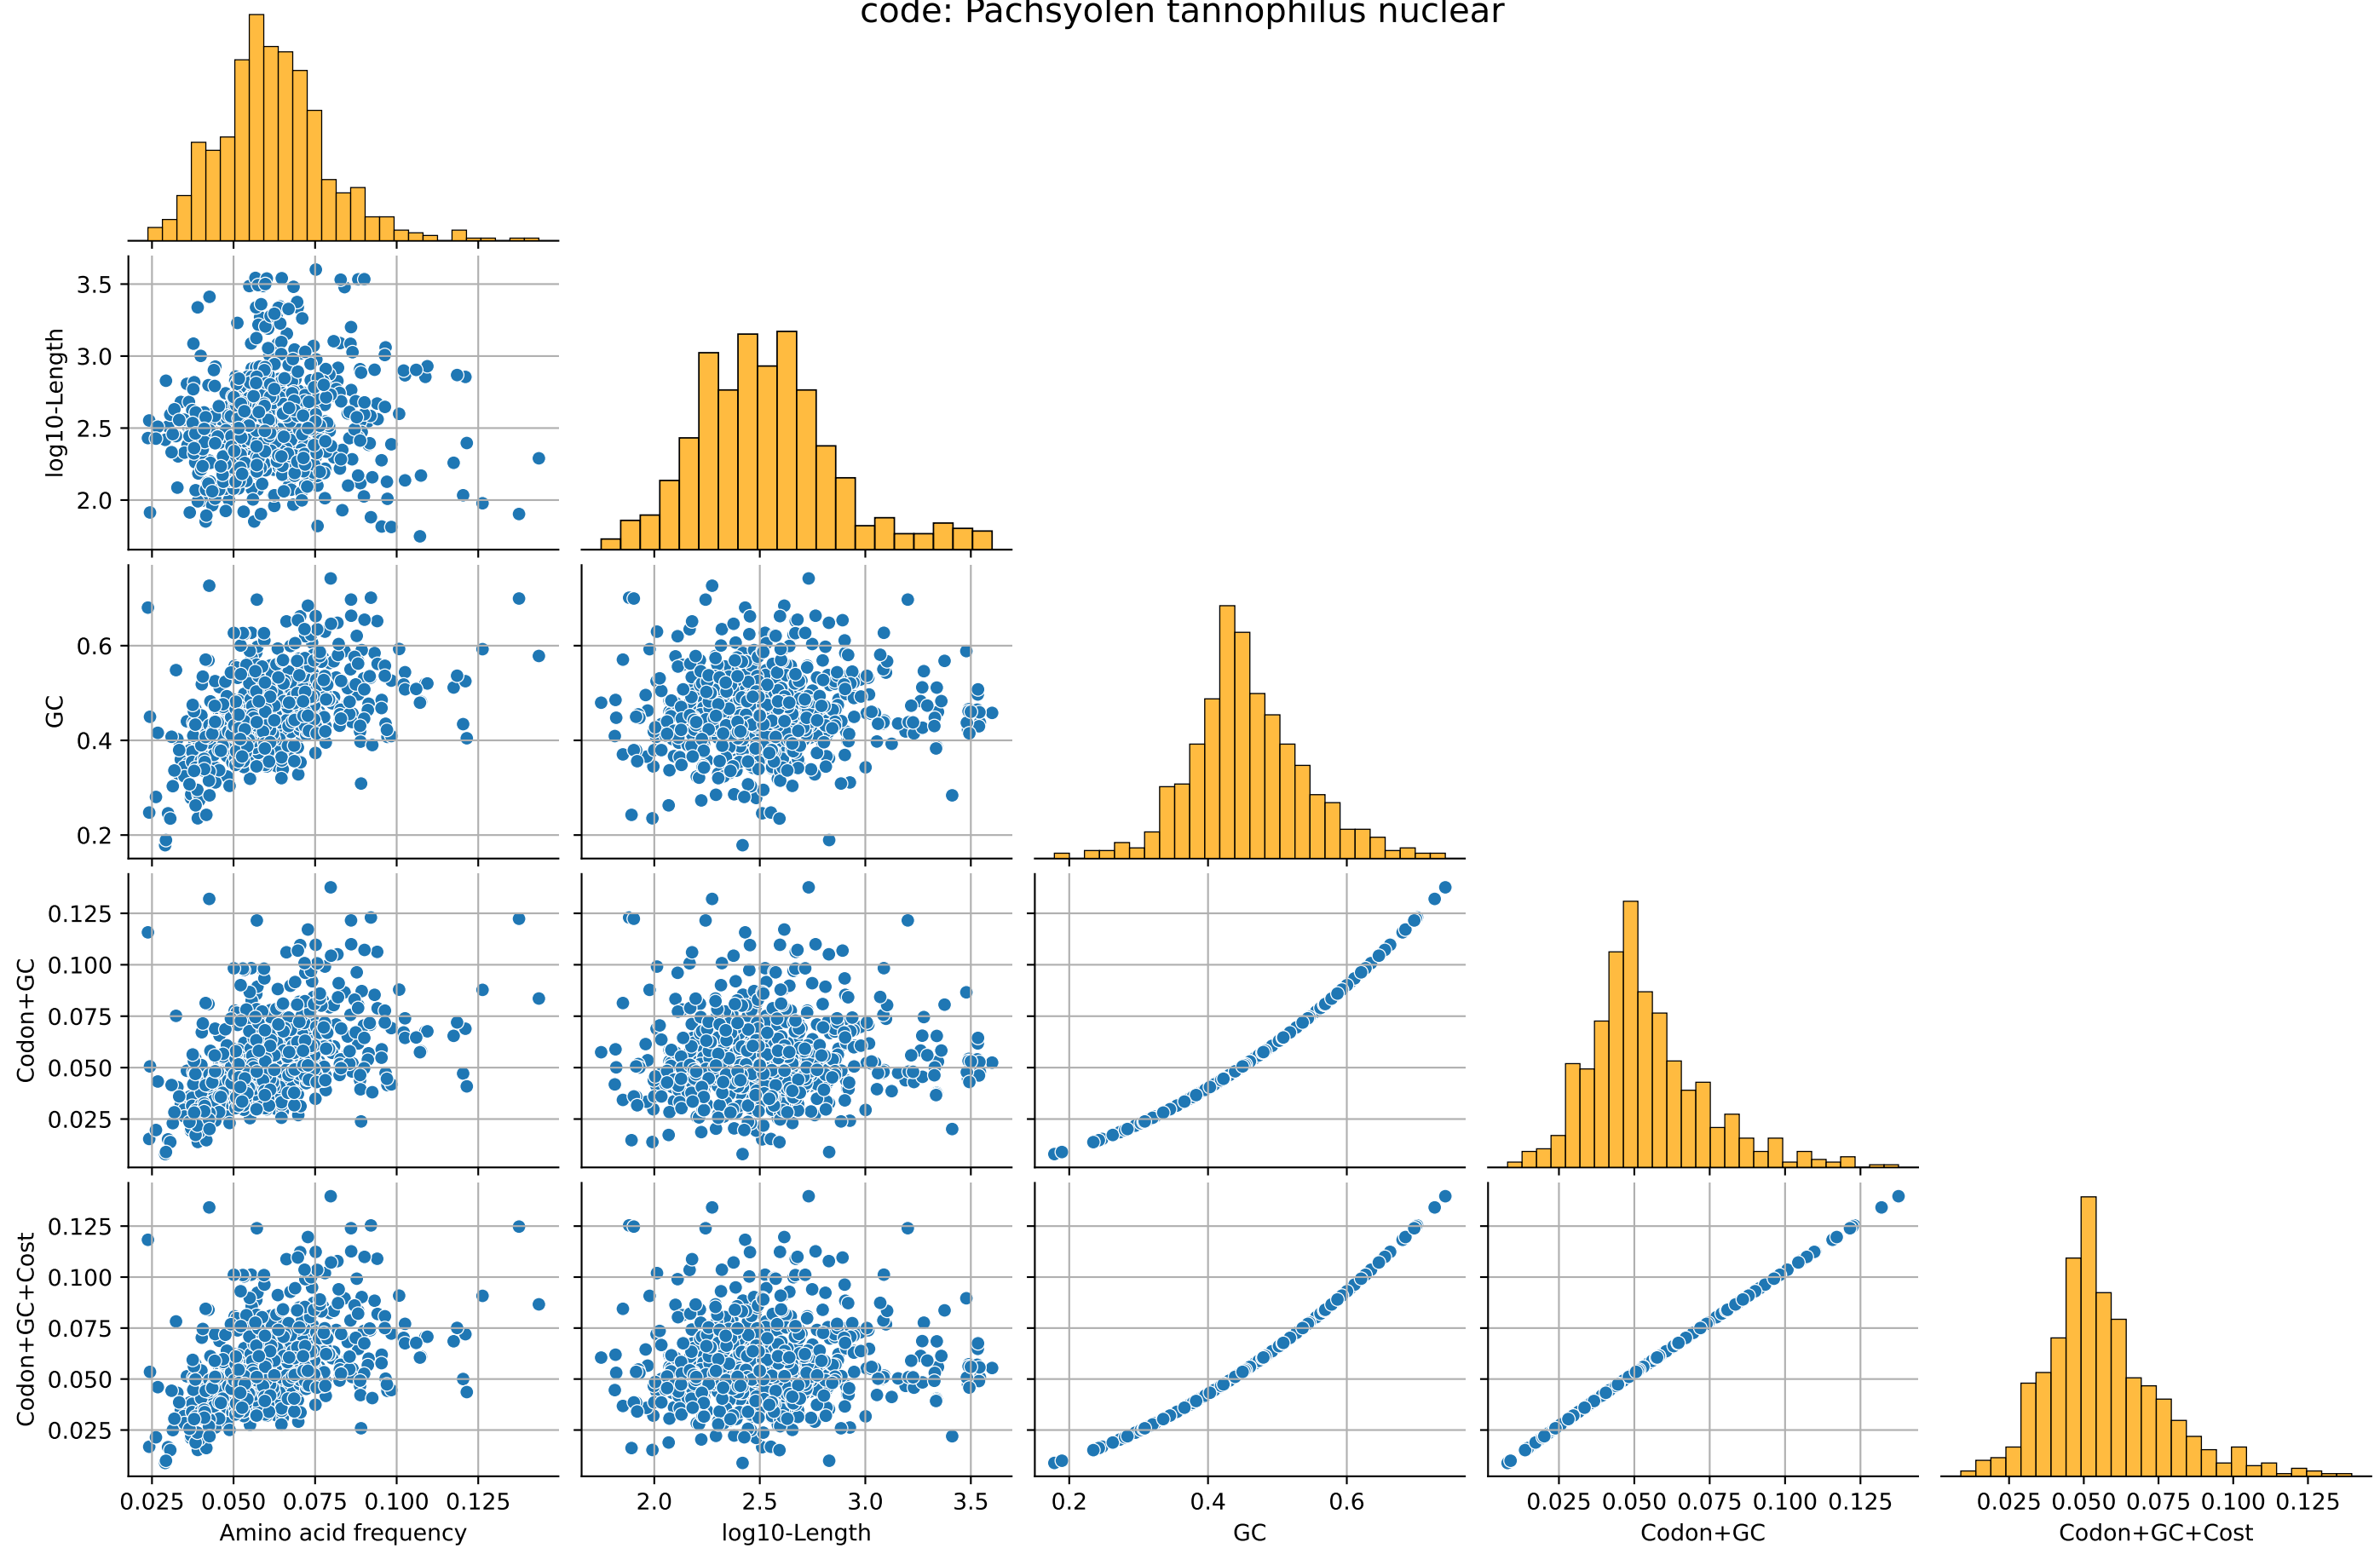 code: Pachsyolen tannophilus nuclear
3.5
3.0
2.5
2.0
log10-Length
0.6
0.4
0.2
GC
0.125
0.100
0.075
0.050
0.025
Codon+GC
0.125
0.100
0.075
0.050
0.025
Codon+GC+Cost
0.025 0.050 0.075 0.100 0.125
2.0 2.5 3.0 3.5
0.2 0.4 0.6
0.025 0.050 0.075 0.100 0.125
0.025 0.050 0.075 0.100 0.125
Amino acid frequency
log10-Length
GC
Codon+GC
Codon+GC+Cost